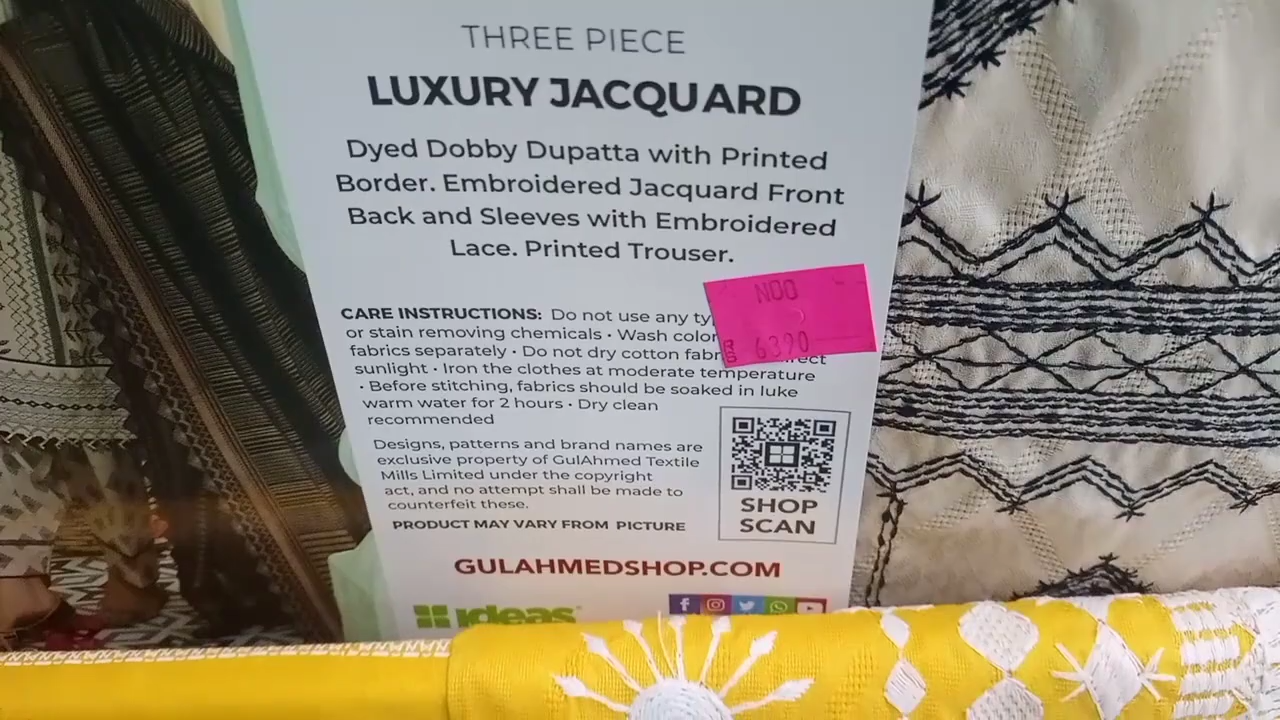 THREE PIECE
LUXURY JACQUARD
Dyed Dobby Dupatta with Printed
Border. Embroidered Jacquard Front
Back and Sleeves with Embroidered
Lace. Printed Trouser.
CARE INSTRUCTIONS: Do not use any
or stain removing chemicals • Wash
fabrics separately • Do not dry cotton
sunlight • Iron the clothes at moderate temperature
• Before stitching, fabrics should be soaked in luke
warm water for 2 hours • Dry clean
recommended
N00
6390
Designs, patterns and brand names are
exclusive property of GulAhmed Textile
Mills Limited under the copyright
act, and no attempt shall be made to
counterfeit these.
PRODUCT MAY VARY FROM PICTURE
SHOP
SCAN
GULAHMEDSHOP.COM
ideas